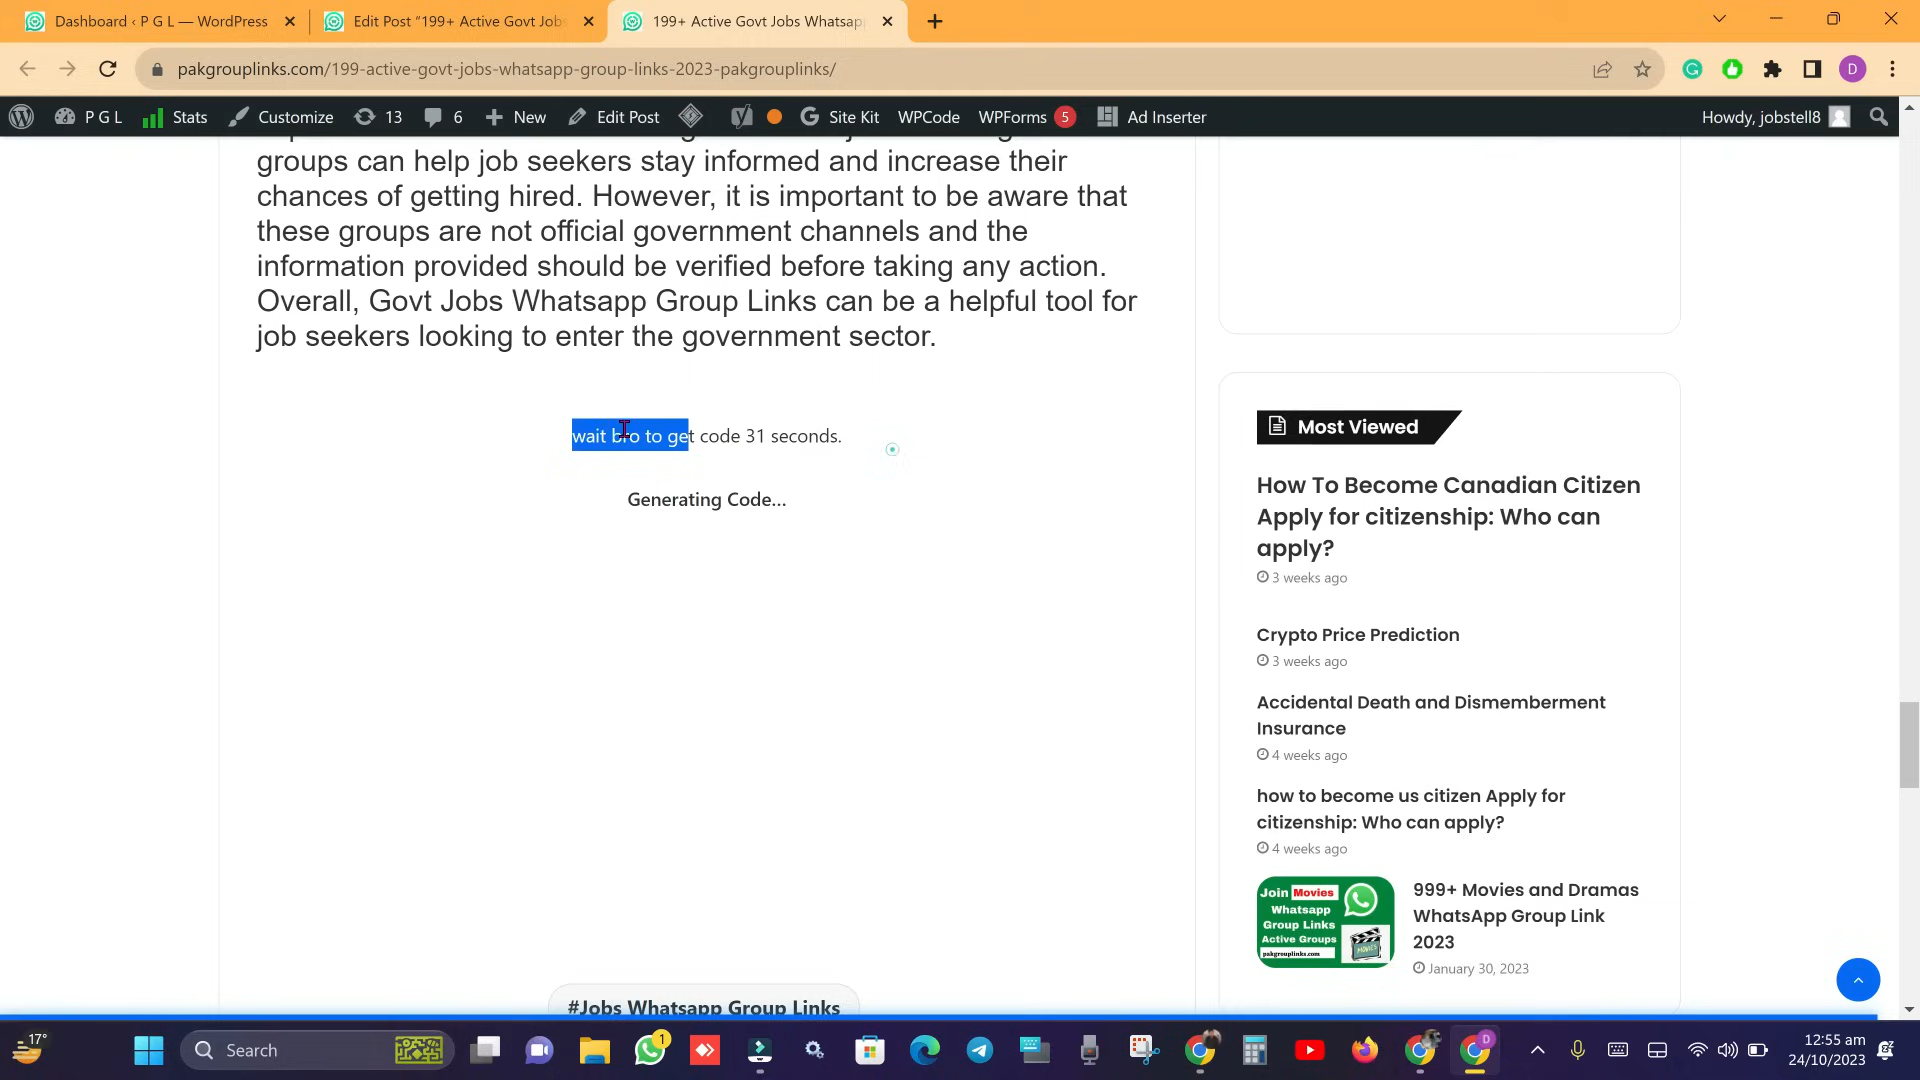 Dashboard ‹ P G L — WordPress
Edit Post “199+ Active Govt Jobs
199+ Active Govt Jobs Whatsap
pakgrouplinks.com/199-active-govt-jobs-whatsapp-group-links-2023-pakgrouplinks/
D
P G L
Stats
Customize
13
6
New
Edit Post
Site Kit
WPCode
WPForms 5
Ad Inserter
Howdy, jobstell8
groups can help job seekers stay informed and increase their
chances of getting hired. However, it is important to be aware that
these groups are not official government channels and the
information provided should be verified before taking any action.
Overall, Govt Jobs Whatsapp Group Links can be a helpful tool for
job seekers looking to enter the government sector.
wait bro to get code 31 seconds.
Generating Code...
#Jobs Whatsapp Group Links
Most Viewed
How To Become Canadian Citizen
Apply for citizenship: Who can
apply?
3 weeks ago
Crypto Price Prediction
3 weeks ago
Accidental Death and Dismemberment
Insurance
4 weeks ago
how to become us citizen Apply for
citizenship: Who can apply?
4 weeks ago
Join Movies
Whatsapp
Group Links
Active Groups
pakgrouplinks.com
999+ Movies and Dramas
WhatsApp Group Link
2023
January 30, 2023
17°
Search
1
D
12:55 am
24/10/2023